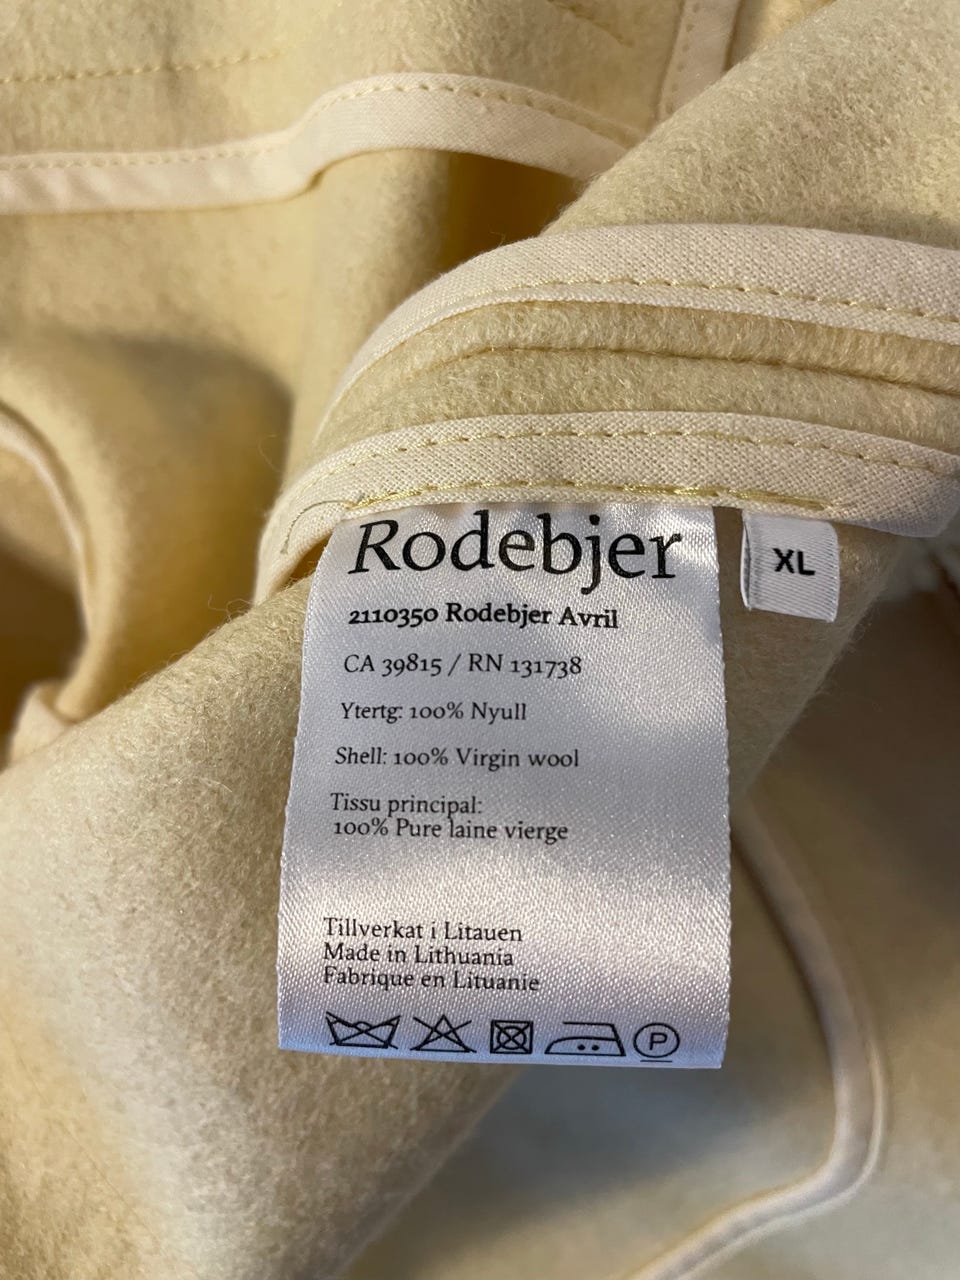 Rodebjer
XL
2110350 Rodebjer Avril
CA 39815 / RN 131738
Ytertg: 100% Nyull
Shell: 100% Virgin wool
Tissu principal:
100% Pure laine vierge
Tillverkat i Litauen
Made in Lithuania
Fabrique en Lituanie
P